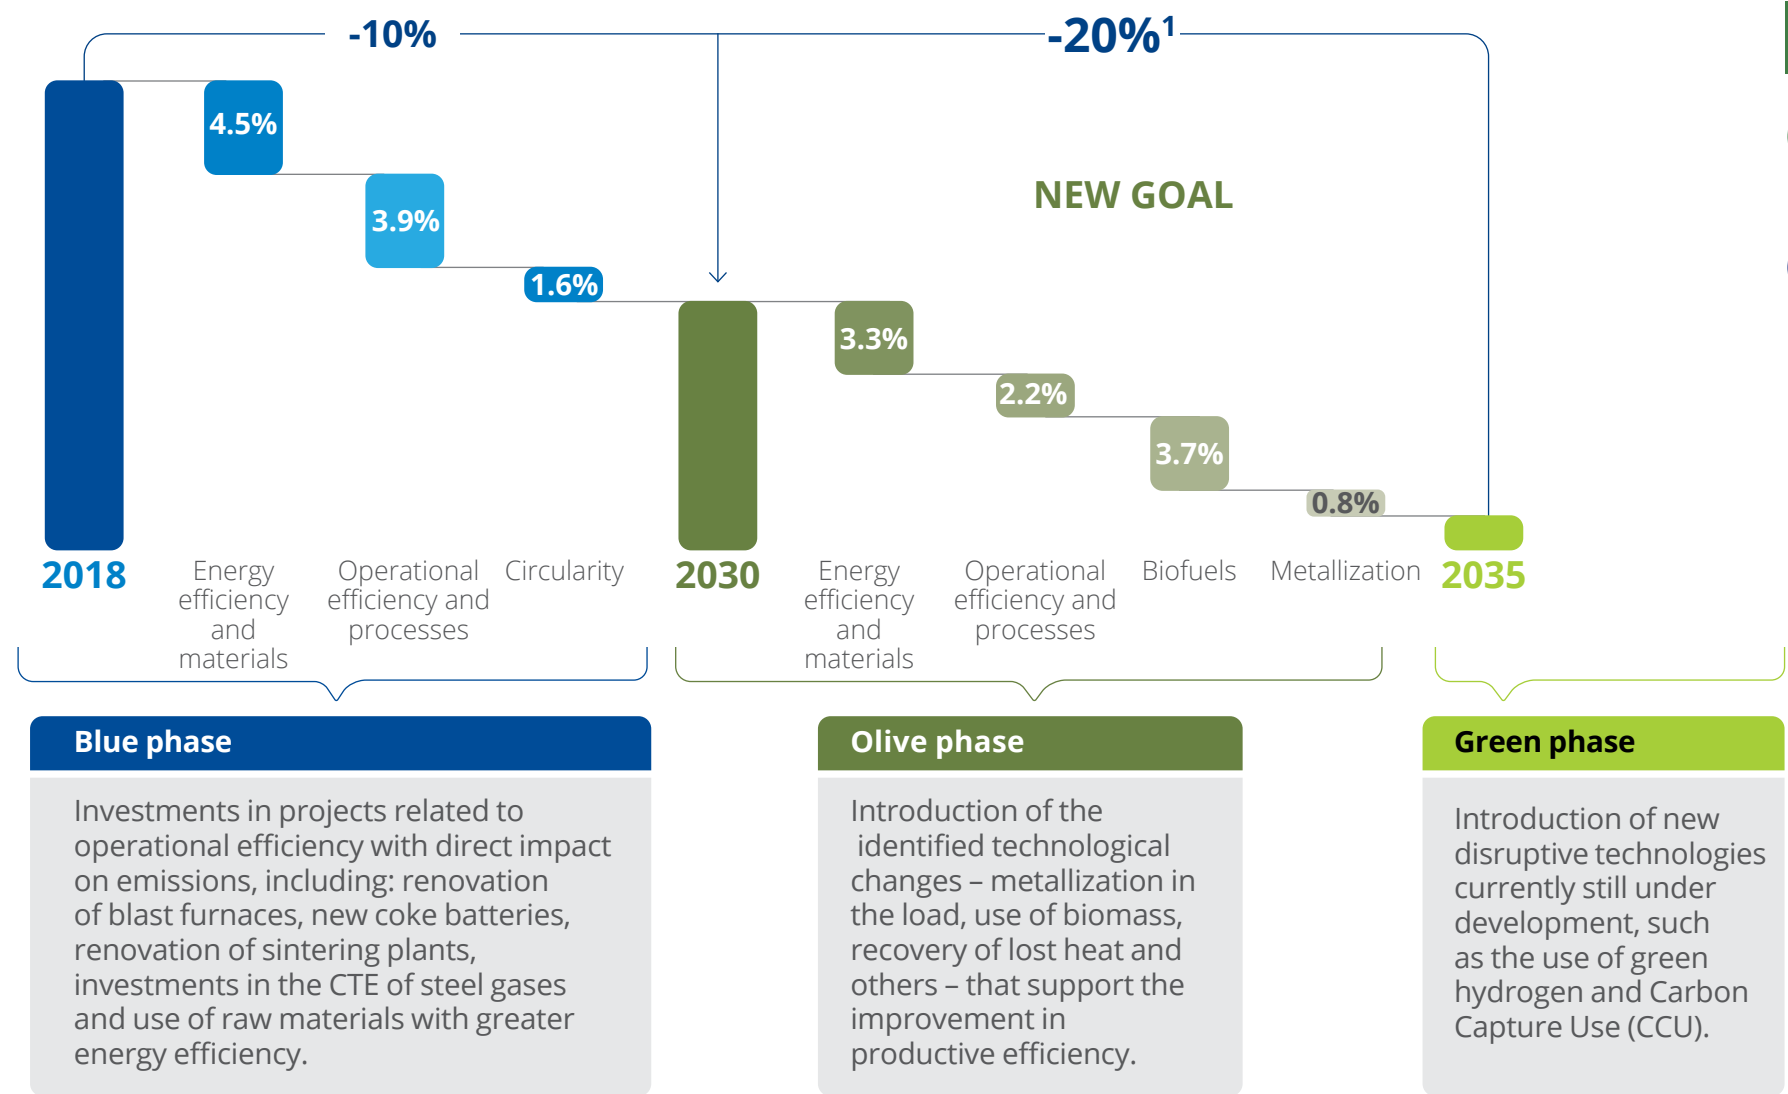 -10%
-20%¹
4.5%
3.9%
1.6%
NEW GOAL
3.3%
2.2%
3.7%
0.8%
2018
Energy
efficiency
and
materials
Operational
efficiency and
processes
Circularity
2030
Energy
efficiency
and
materials
Operational
efficiency and
processes
Biofuels
Metallization
2035
Blue phase
Investments in projects related to
operational efficiency with direct impact
on emissions, including: renovation
of blast furnaces, new coke batteries,
renovation of sintering plants,
investments in the CTE of steel gases
and use of raw materials with greater
energy efficiency.
Olive phase
Introduction of the
identified technological
changes – metallization in
the load, use of biomass,
recovery of lost heat and
others – that support the
improvement in
productive efficiency.
Green phase
Introduction of new
disruptive technologies
currently still under
development, such
as the use of green
hydrogen and Carbon
Capture Use (CCU).